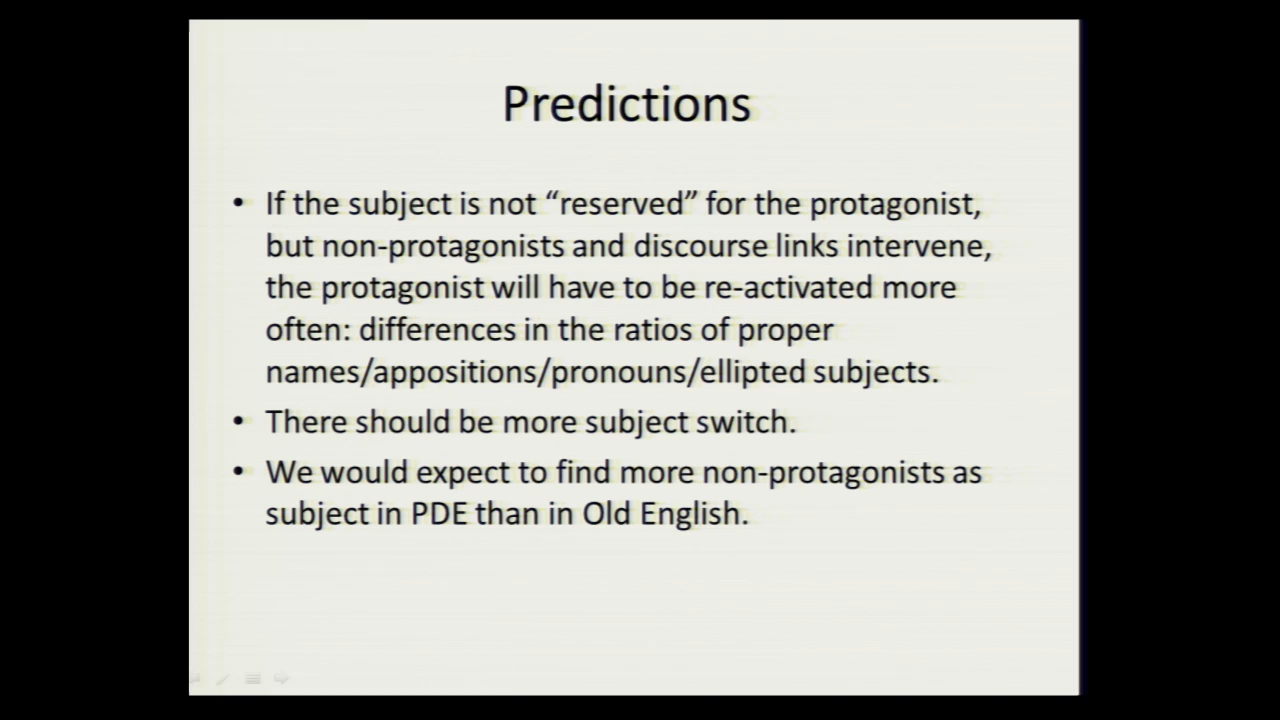 Predictions
• If the subject is not “reserved” for the protagonist,
but non-protagonists and discourse links intervene,
the protagonist will have to be re-activated more
often: differences in the ratios of proper
names/appositions/pronouns/ellipted subjects.
• There should be more subject switch.
• We would expect to find more non-protagonists as
subject in PDE than in Old English.